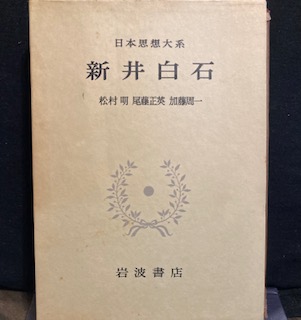 日本思想大系
新井白石
松村明 尾藤正英 加藤周一
岩波書店